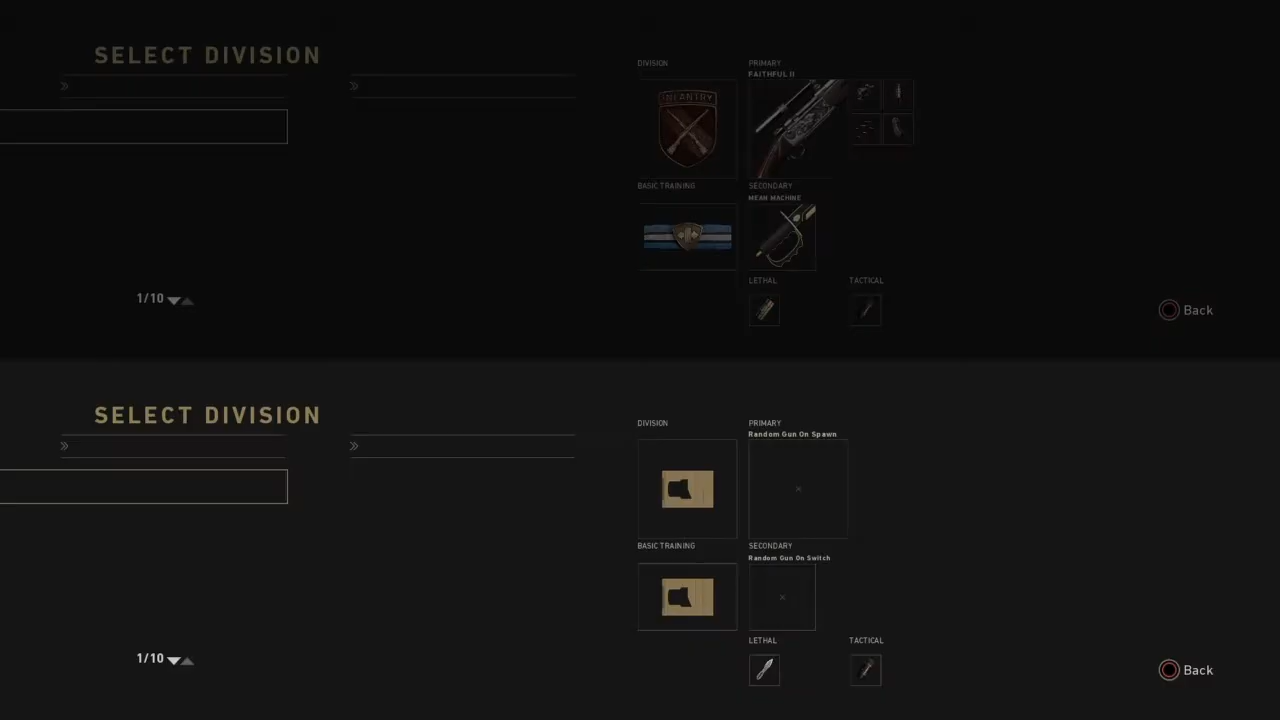 SELECT DIVISION
DIVISION
PRIMARY
FAITHFUL II
INFANTRY
BASIC TRAINING
SECONDARY
MEAN MACHINE
LETHAL
TACTICAL
1/10
Back
SELECT DIVISION
DIVISION
PRIMARY
Random Gun On Spawn
BASIC TRAINING
SECONDARY
Random Gun On Switch
LETHAL
TACTICAL
1/10
Back